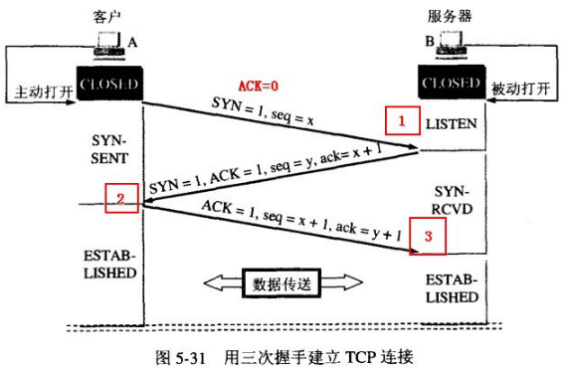 客户
服务器
A
B
CLOSED
CLOSED
主动打开
被动打开
ACK=0
SYN = 1, seq = x
1
LISTEN
SYN-
SENT
SYN = 1, ACK = 1, seq = y, ack= x + 1
2
SYN-
RCVD
ACK = 1, seq = x + 1, ack = y + 1
3
ESTAB-
LISHED
数据传送
ESTAB-
LISHED
图 5-31 用三次握手建立 TCP 连接